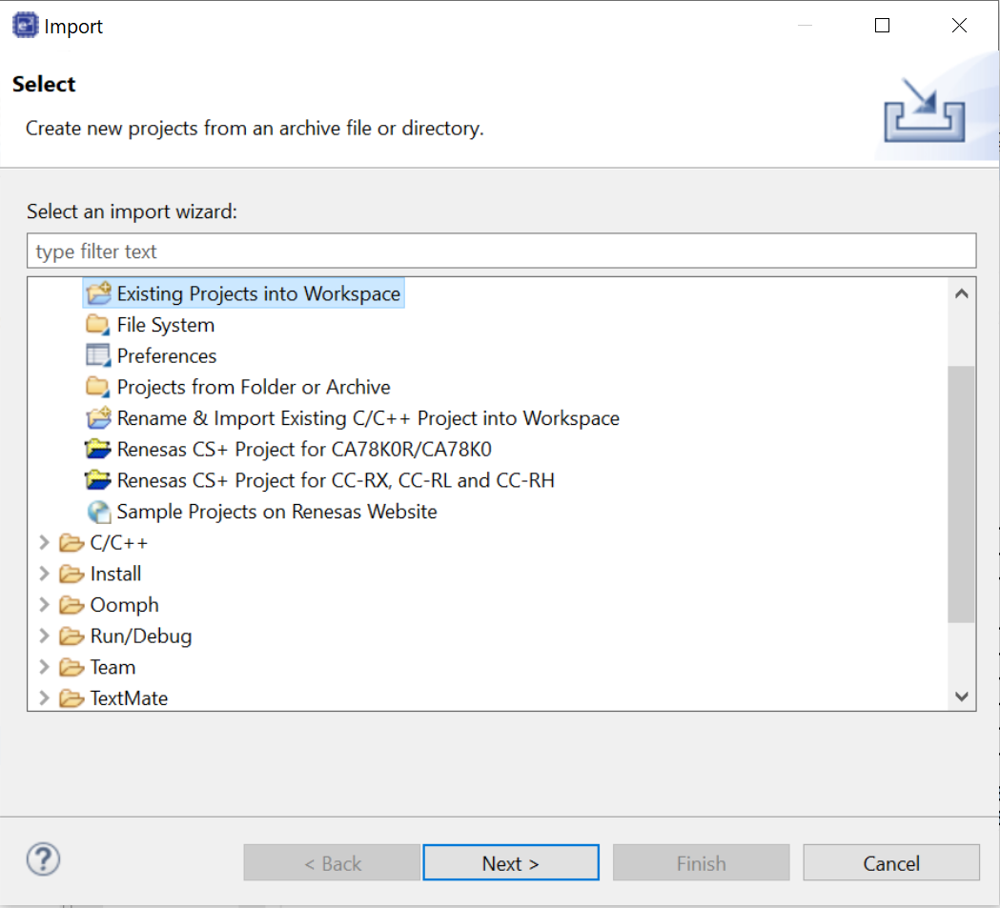 Import
Select
Create new projects from an archive file or directory.
Select an import wizard:
type filter text
Existing Projects into Workspace
File System
Preferences
Projects from Folder or Archive
Rename & Import Existing C/C++ Project into Workspace
Renesas CS+ Project for CA78K0R/CA78K0
Renesas CS+ Project for CC-RX, CC-RL and CC-RH
Sample Projects on Renesas Website
C/C++
Install
Oomph
Run/Debug
Team
TextMate
< Back Next > Finish Cancel